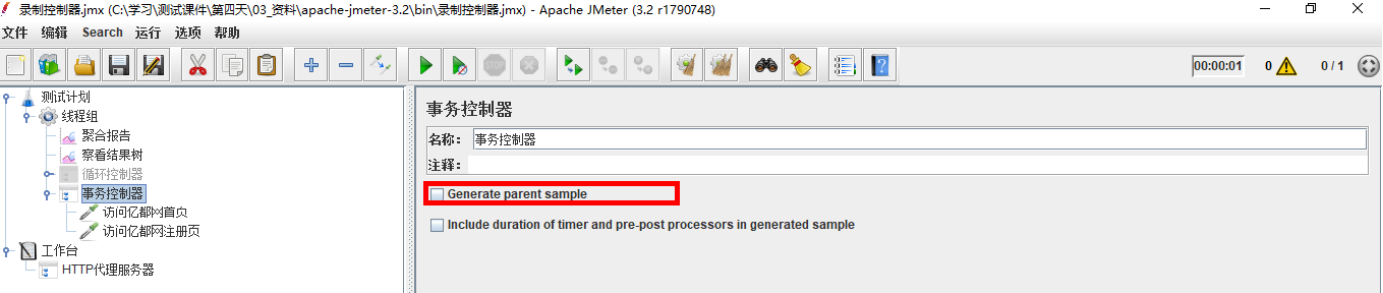 录制控制器.jmx (C:\学习\测试课件\第四天\03_资料\apache-jmeter-3.2\bin\录制控制器.jmx) - Apache JMeter (3.2 r1790748)
文件 编辑 Search 运行 选项 帮助
00:00:01 0 0 / 1
测试计划
线程组
聚合报告
察看结果树
循环控制器
事务控制器
访问亿都网首页
访问亿都网注册页
工作台
HTTP代理服务器
事务控制器
名称： 事务控制器
注释：
Generate parent sample
Include duration of timer and pre-post processors in generated sample